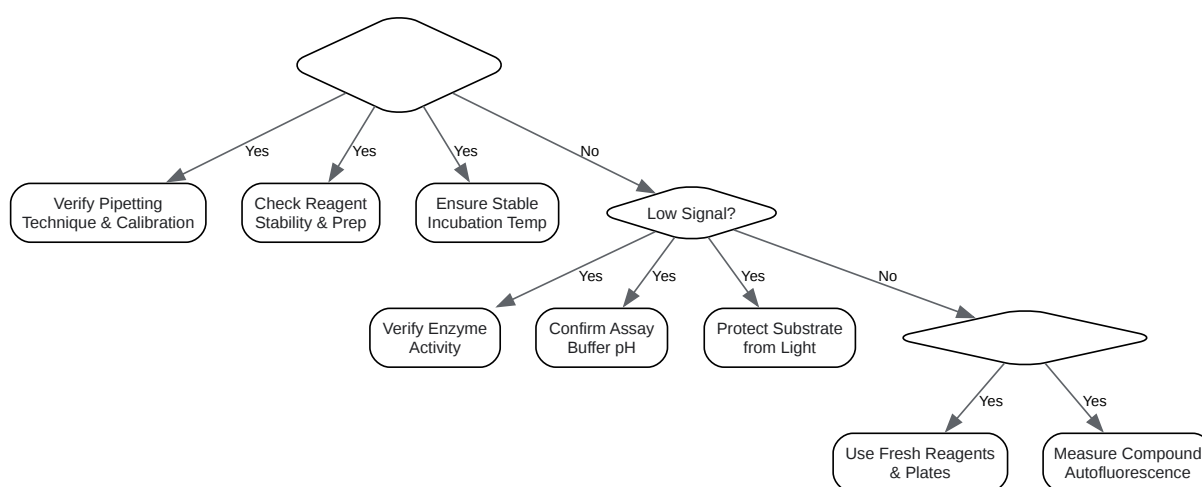 Yes
Yes
Yes
No
Verify Pipetting
Technique & Calibration
Check Reagent
Stability & Prep
Ensure Stable
Incubation Temp
Low Signal?
Yes
Yes
Yes
No
Verify Enzyme
Activity
Confirm Assay
Buffer pH
Protect Substrate
from Light
Yes
Yes
Use Fresh Reagents
& Plates
Measure Compound
Autofluorescence